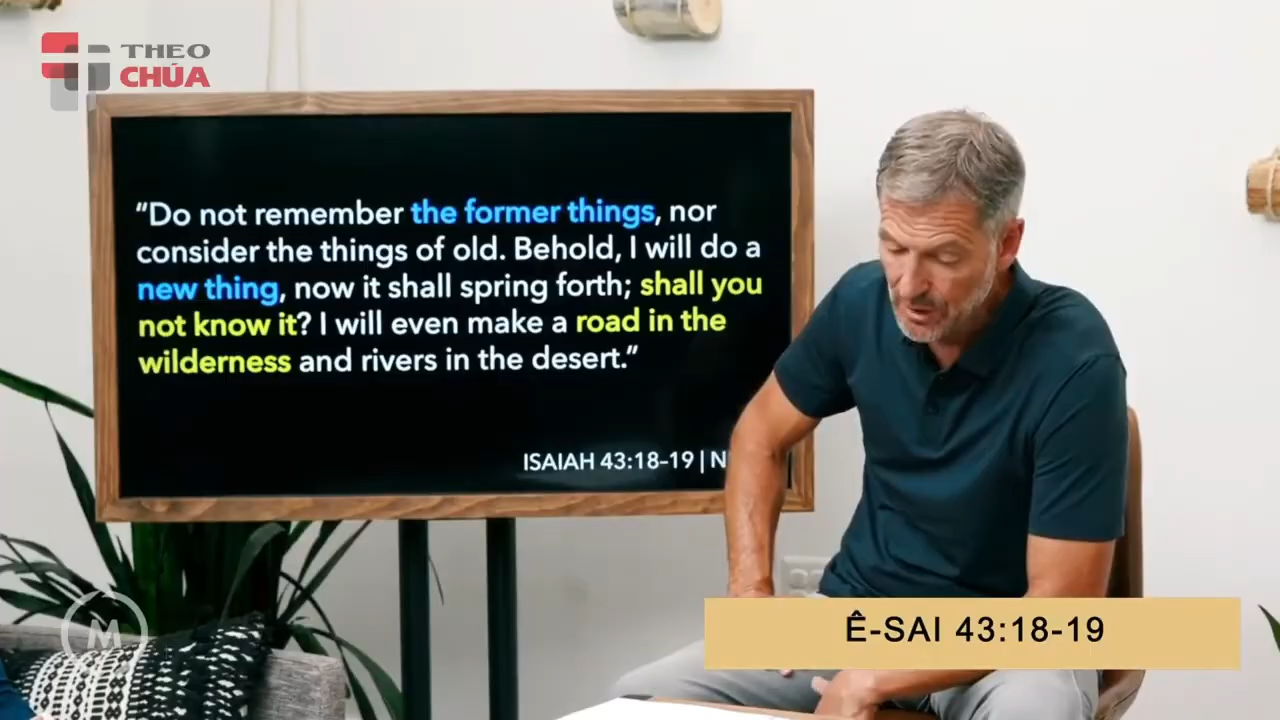 THEO
CHÚA
“Do not remember the former things, nor
consider the things of old. Behold, I will do a
new thing, now it shall spring forth; shall you
not know it? I will even make a road in the
wilderness and rivers in the desert.”
ISAIAH 43:18–19 | N
M
Ê-SAI 43:18-19